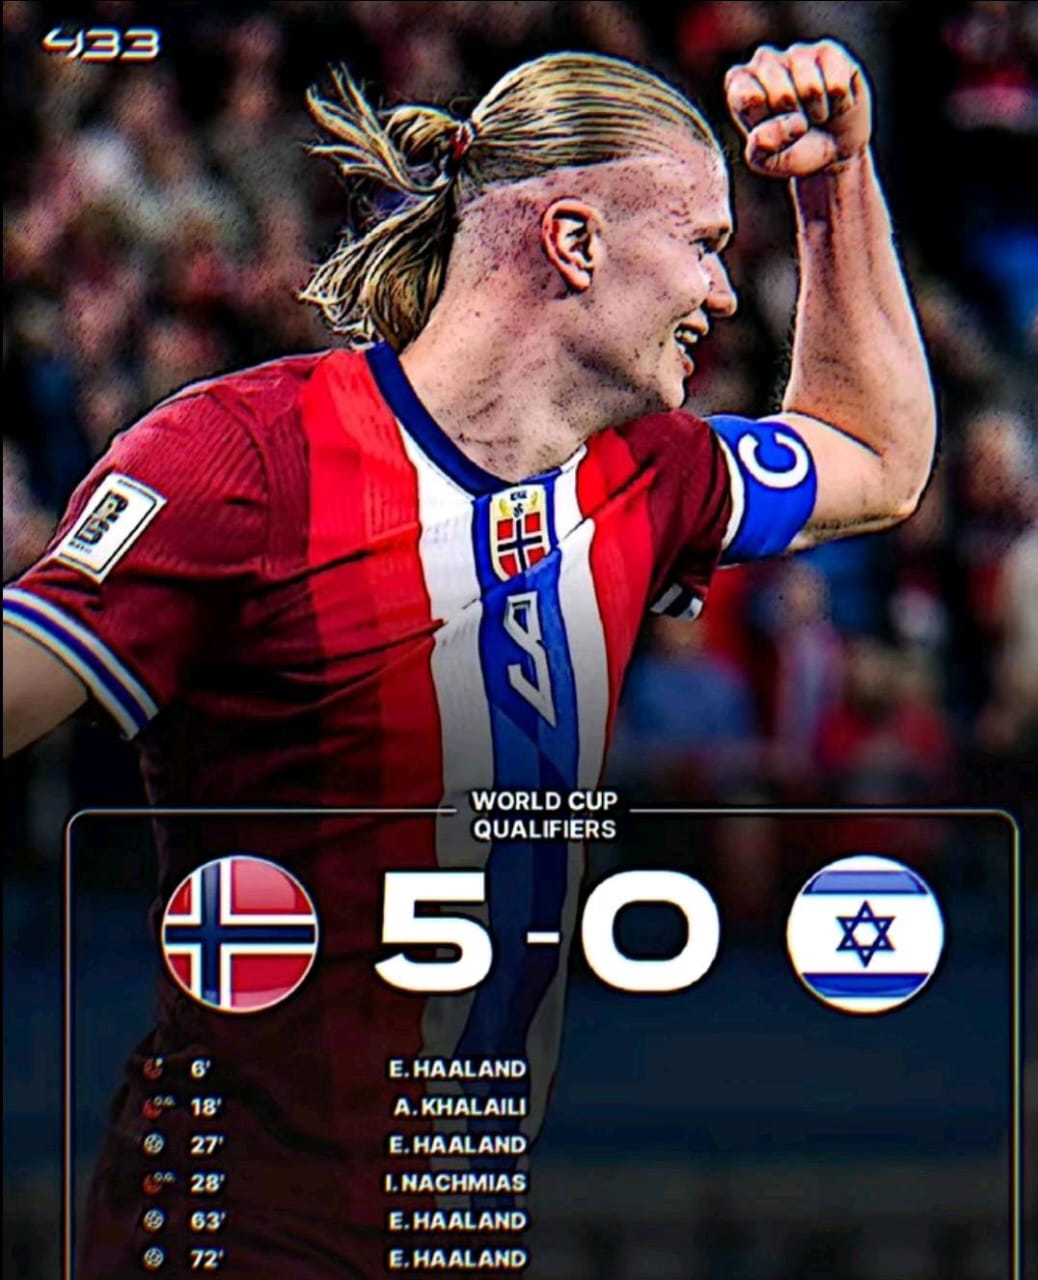 433
C
WORLD CUP
QUALIFIERS
5-0
6' E. HAALAND
O.G. 18' A. KHALAILI
27' E. HAALAND
O.G. 28' I. NACHMIAS
63' E. HAALAND
72' E. HAALAND